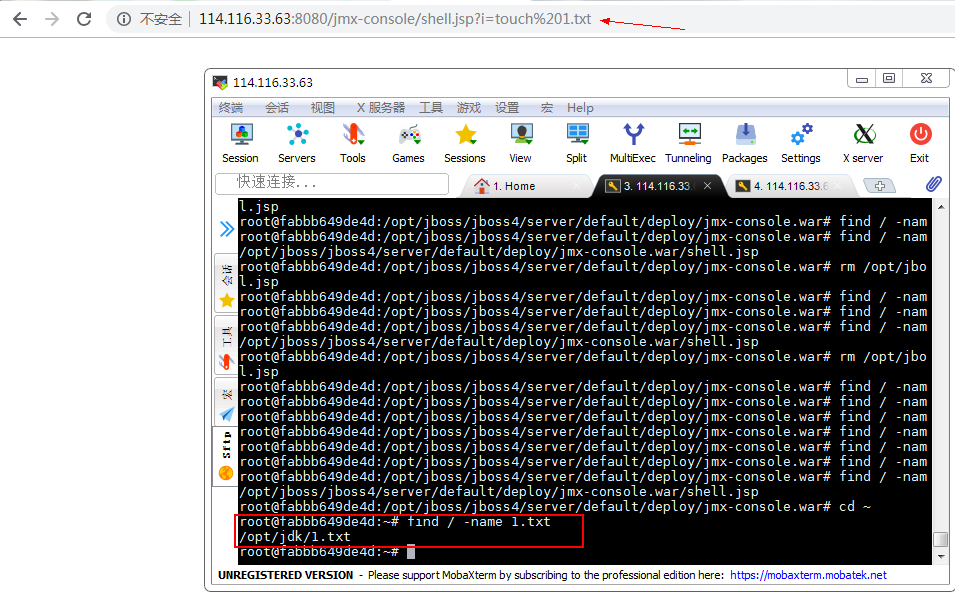 不安全 | 114.116.33.63:8080/jmx-console/shell.jsp?i=touch%201.txt
114.116.33.63
终端 会话 视图 X 服务器 工具 游戏 设置 宏 Help
Session Servers Tools Games Sessions View Split MultiExec Tunneling Packages Settings X server Exit
快速连接...
1. Home
3. 114.116.33.
4. 114.116.33.6
l.jsp
root@fabbb649de4d:/opt/jboss/jboss4/server/default/deploy/jmx-console.war# find / -nam
root@fabbb649de4d:/opt/jboss/jboss4/server/default/deploy/jmx-console.war# find / -nam
/opt/jboss/jboss4/server/default/deploy/jmx-console.war/shell.jsp
root@fabbb649de4d:/opt/jboss/jboss4/server/default/deploy/jmx-console.war# rm /opt/jbo
l.jsp
root@fabbb649de4d:/opt/jboss/jboss4/server/default/deploy/jmx-console.war# find / -nam
root@fabbb649de4d:/opt/jboss/jboss4/server/default/deploy/jmx-console.war# find / -nam
root@fabbb649de4d:/opt/jboss/jboss4/server/default/deploy/jmx-console.war# find / -nam
/opt/jboss/jboss4/server/default/deploy/jmx-console.war/shell.jsp
root@fabbb649de4d:/opt/jboss/jboss4/server/default/deploy/jmx-console.war# rm /opt/jbo
l.jsp
root@fabbb649de4d:/opt/jboss/jboss4/server/default/deploy/jmx-console.war# find / -nam
root@fabbb649de4d:/opt/jboss/jboss4/server/default/deploy/jmx-console.war# find / -nam
root@fabbb649de4d:/opt/jboss/jboss4/server/default/deploy/jmx-console.war# find / -nam
root@fabbb649de4d:/opt/jboss/jboss4/server/default/deploy/jmx-console.war# find / -nam
root@fabbb649de4d:/opt/jboss/jboss4/server/default/deploy/jmx-console.war# find / -nam
root@fabbb649de4d:/opt/jboss/jboss4/server/default/deploy/jmx-console.war# find / -nam
root@fabbb649de4d:/opt/jboss/jboss4/server/default/deploy/jmx-console.war# find / -nam
/opt/jboss/jboss4/server/default/deploy/jmx-console.war/shell.jsp
root@fabbb649de4d:/opt/jboss/jboss4/server/default/deploy/jmx-console.war# cd ~
root@fabbb649de4d:~# find / -name 1.txt
/opt/jdk/1.txt
root@fabbb649de4d:~#
会话
工具
宏
Sftp
UNREGISTERED VERSION - Please support MobaXterm by subscribing to the professional edition here: https://mobaxterm.mobatek.net